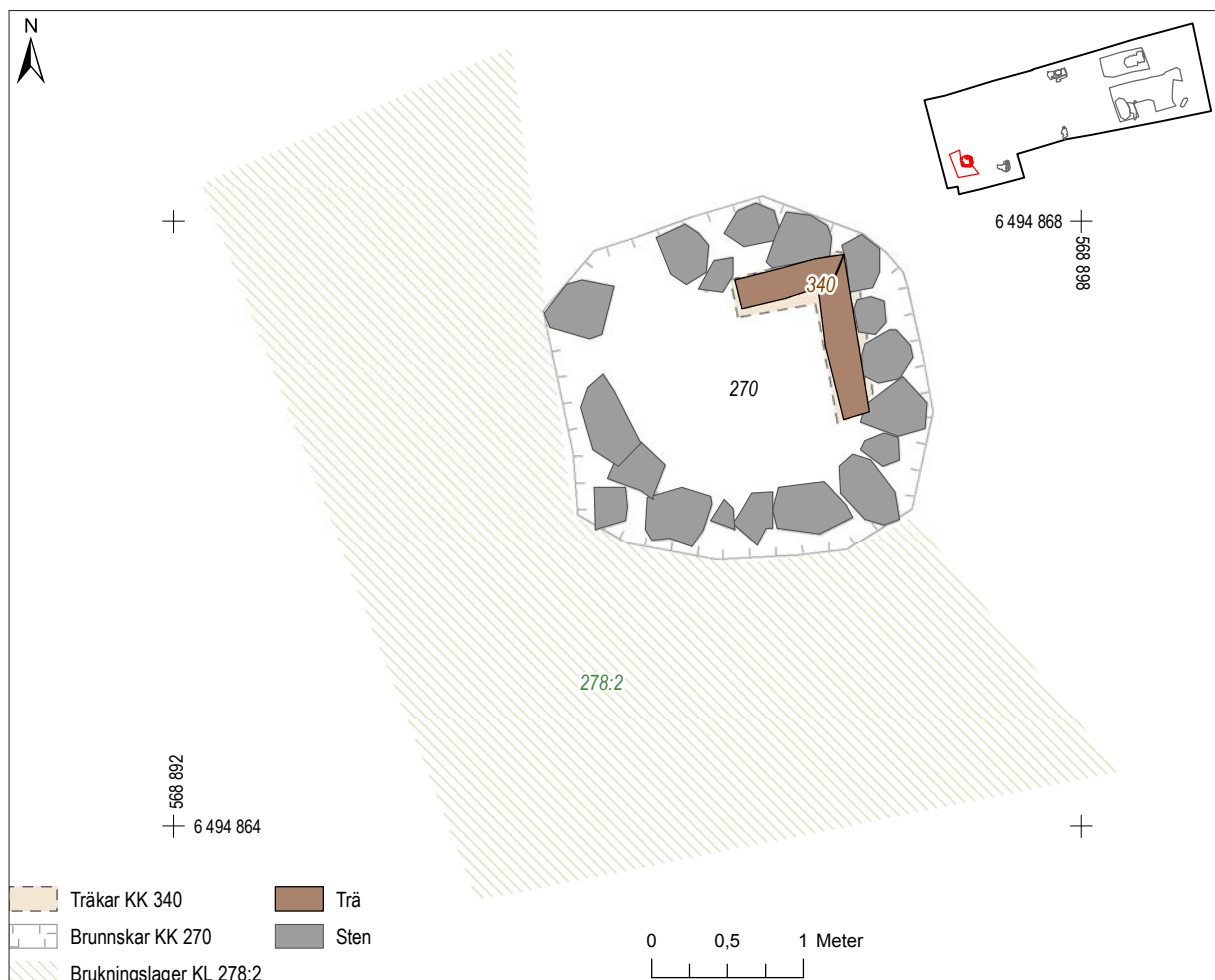 N
6 494 868
568 898
340
270
278:2
568 892
6 494 864
Träkar KK 340
Trä
Brunnskar KK 270
Sten
Brukningslager KL 278:2
0 0,5 1 Meter